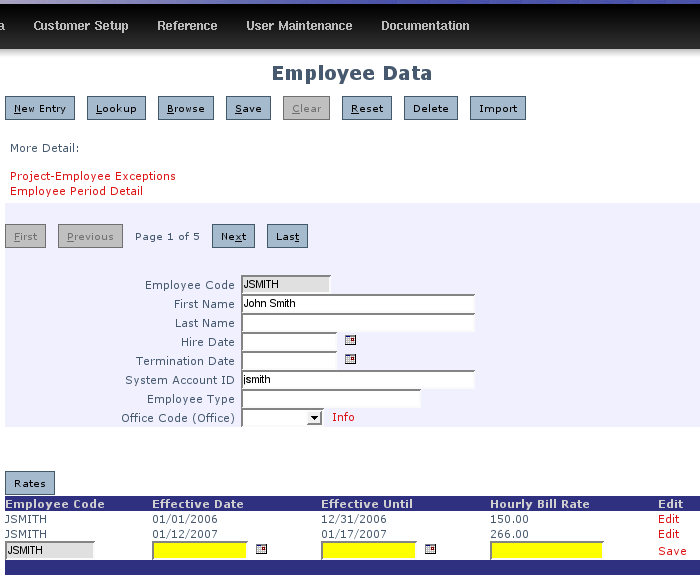 a Customer Setup Reference User Maintenance Documentation
Employee Data
New Entry Lookup Browse Save Clear Reset Delete Import
More Detail:
Project-Employee Exceptions
Employee Period Detail
First Previous Page 1 of 5 Next Last
Employee Code JSMITH
First Name John Smith
Last Name
Hire Date
Termination Date
System Account ID jsmith
Employee Type
Office Code (Office) Info
Rates
Employee Code Effective Date Effective Until Hourly Bill Rate Edit
JSMITH 01/01/2006 12/31/2006 150.00 Edit
JSMITH 01/12/2007 01/17/2007 266.00 Edit
JSMITH Save